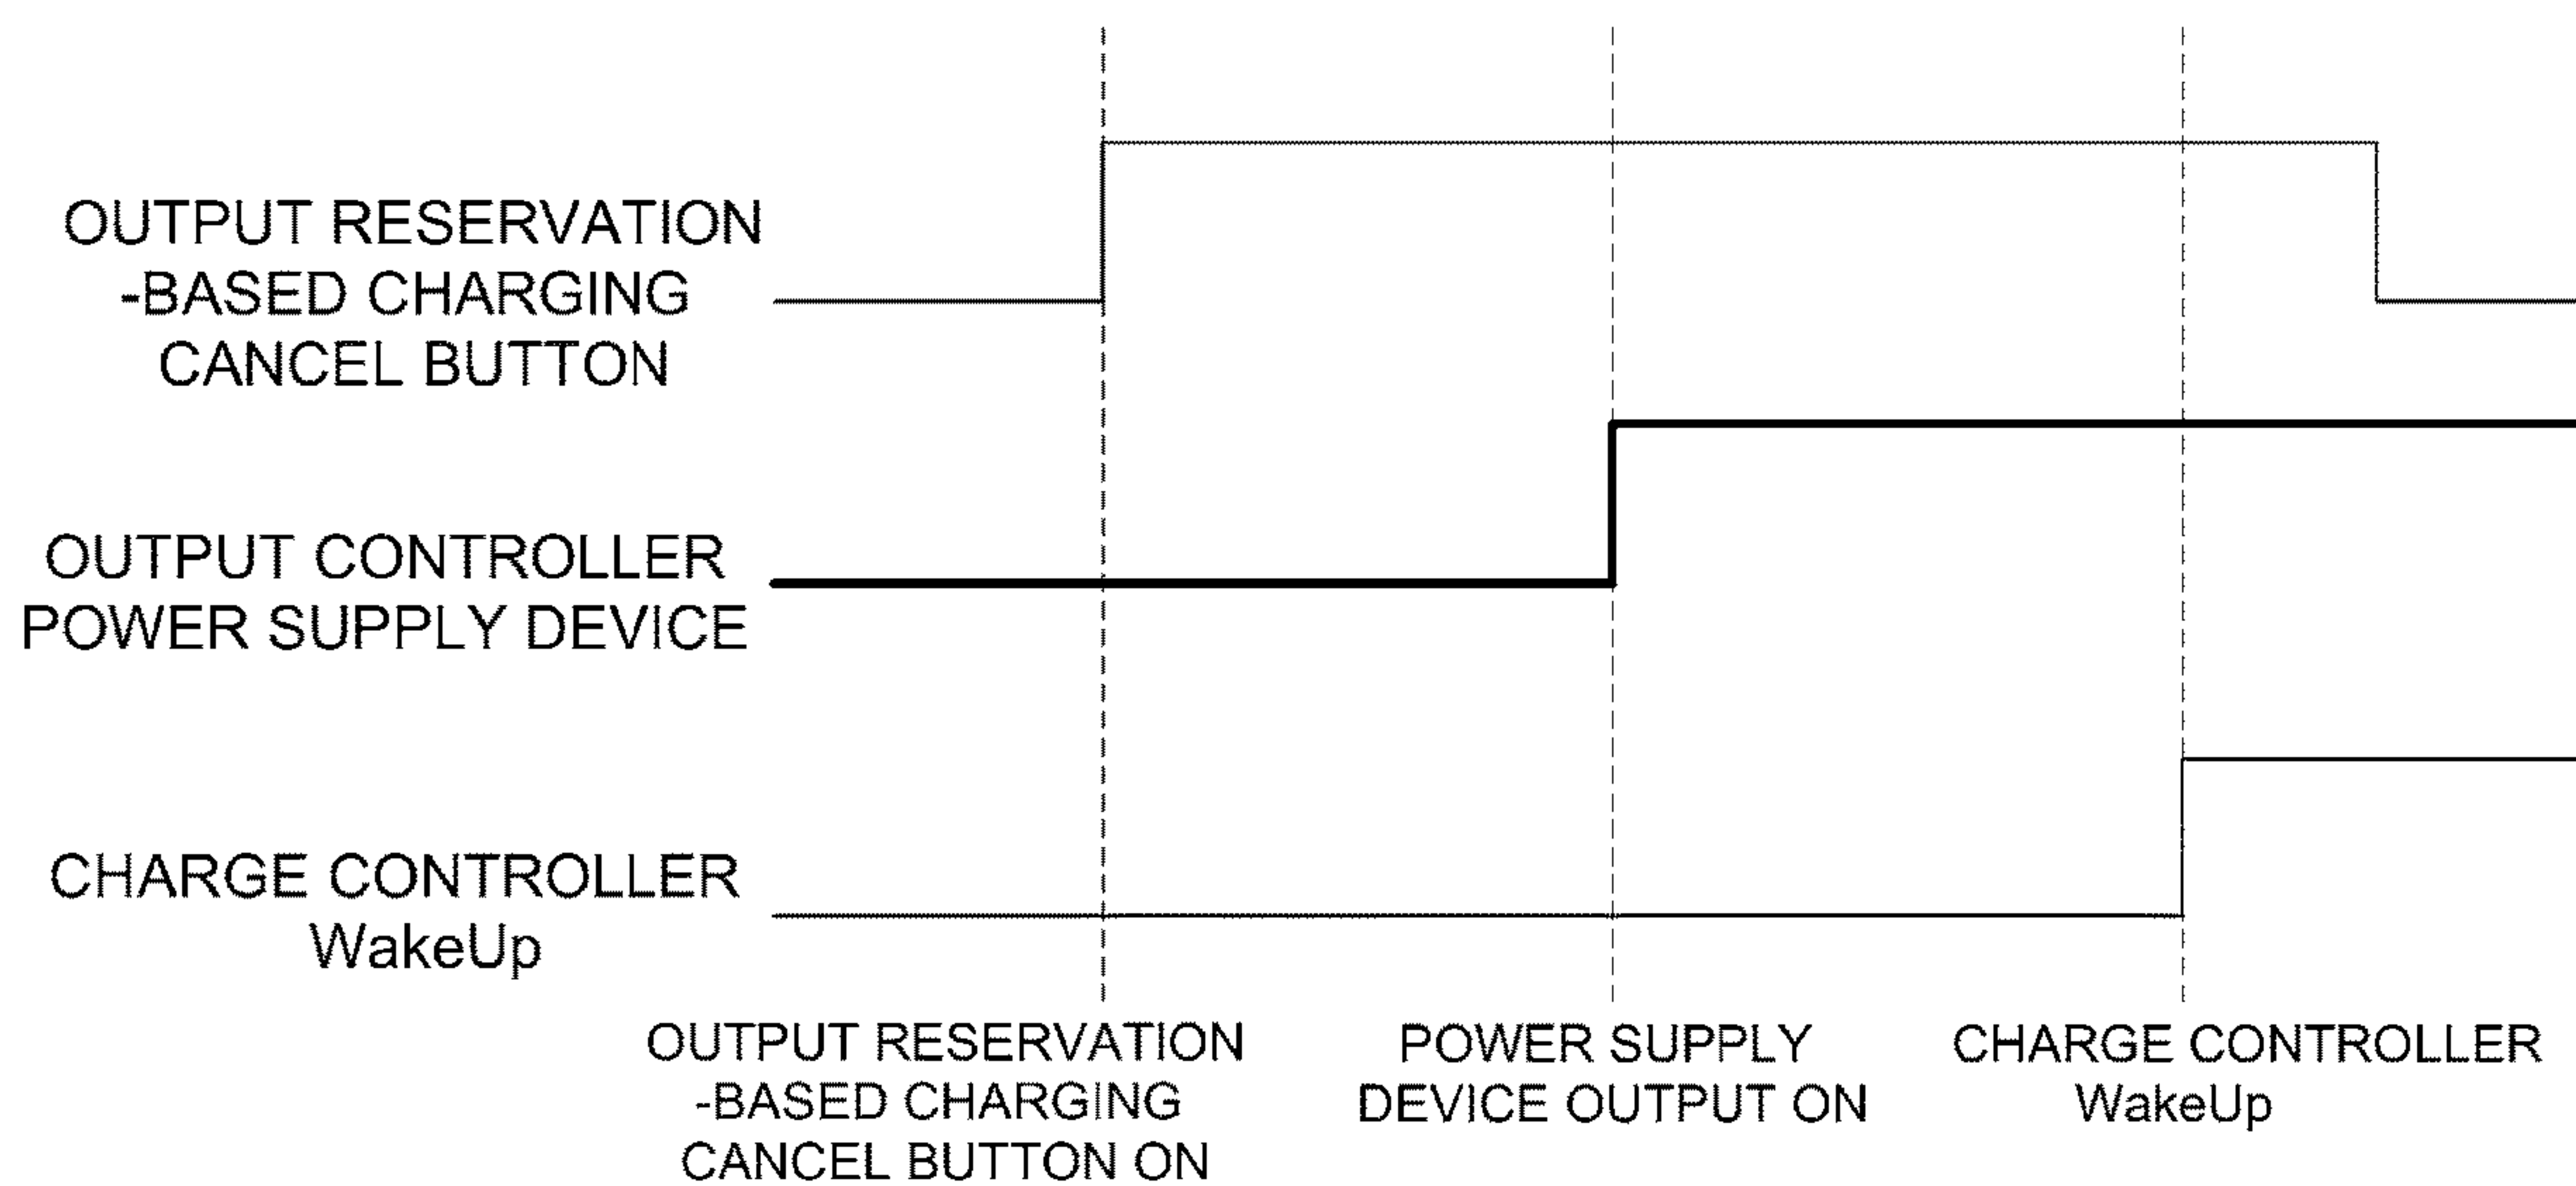 OUTPUT RESERVATION
-BASED CHARGING
CANCEL BUTTON
OUTPUT CONTROLLER
POWER SUPPLY DEVICE
CHARGE CONTROLLER
WakeUp
OUTPUT RESERVATION
-BASED CHARGING
CANCEL BUTTON ON
POWER SUPPLY
DEVICE OUTPUT ON
CHARGE CONTROLLER
WakeUp